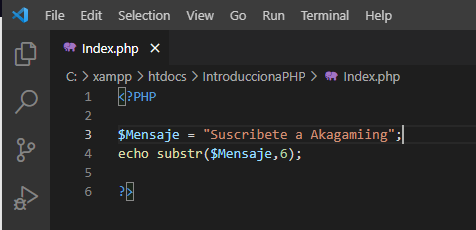 File Edit Selection View Go Run Terminal Help
Index.php ×
C: > xampp > htdocs > IntroduccionaPHP > Index.php
1 <?PHP
2
3 $Mensaje = "Suscribete a Akagamiing";
4 echo substr($Mensaje,6);
5
6 ?>